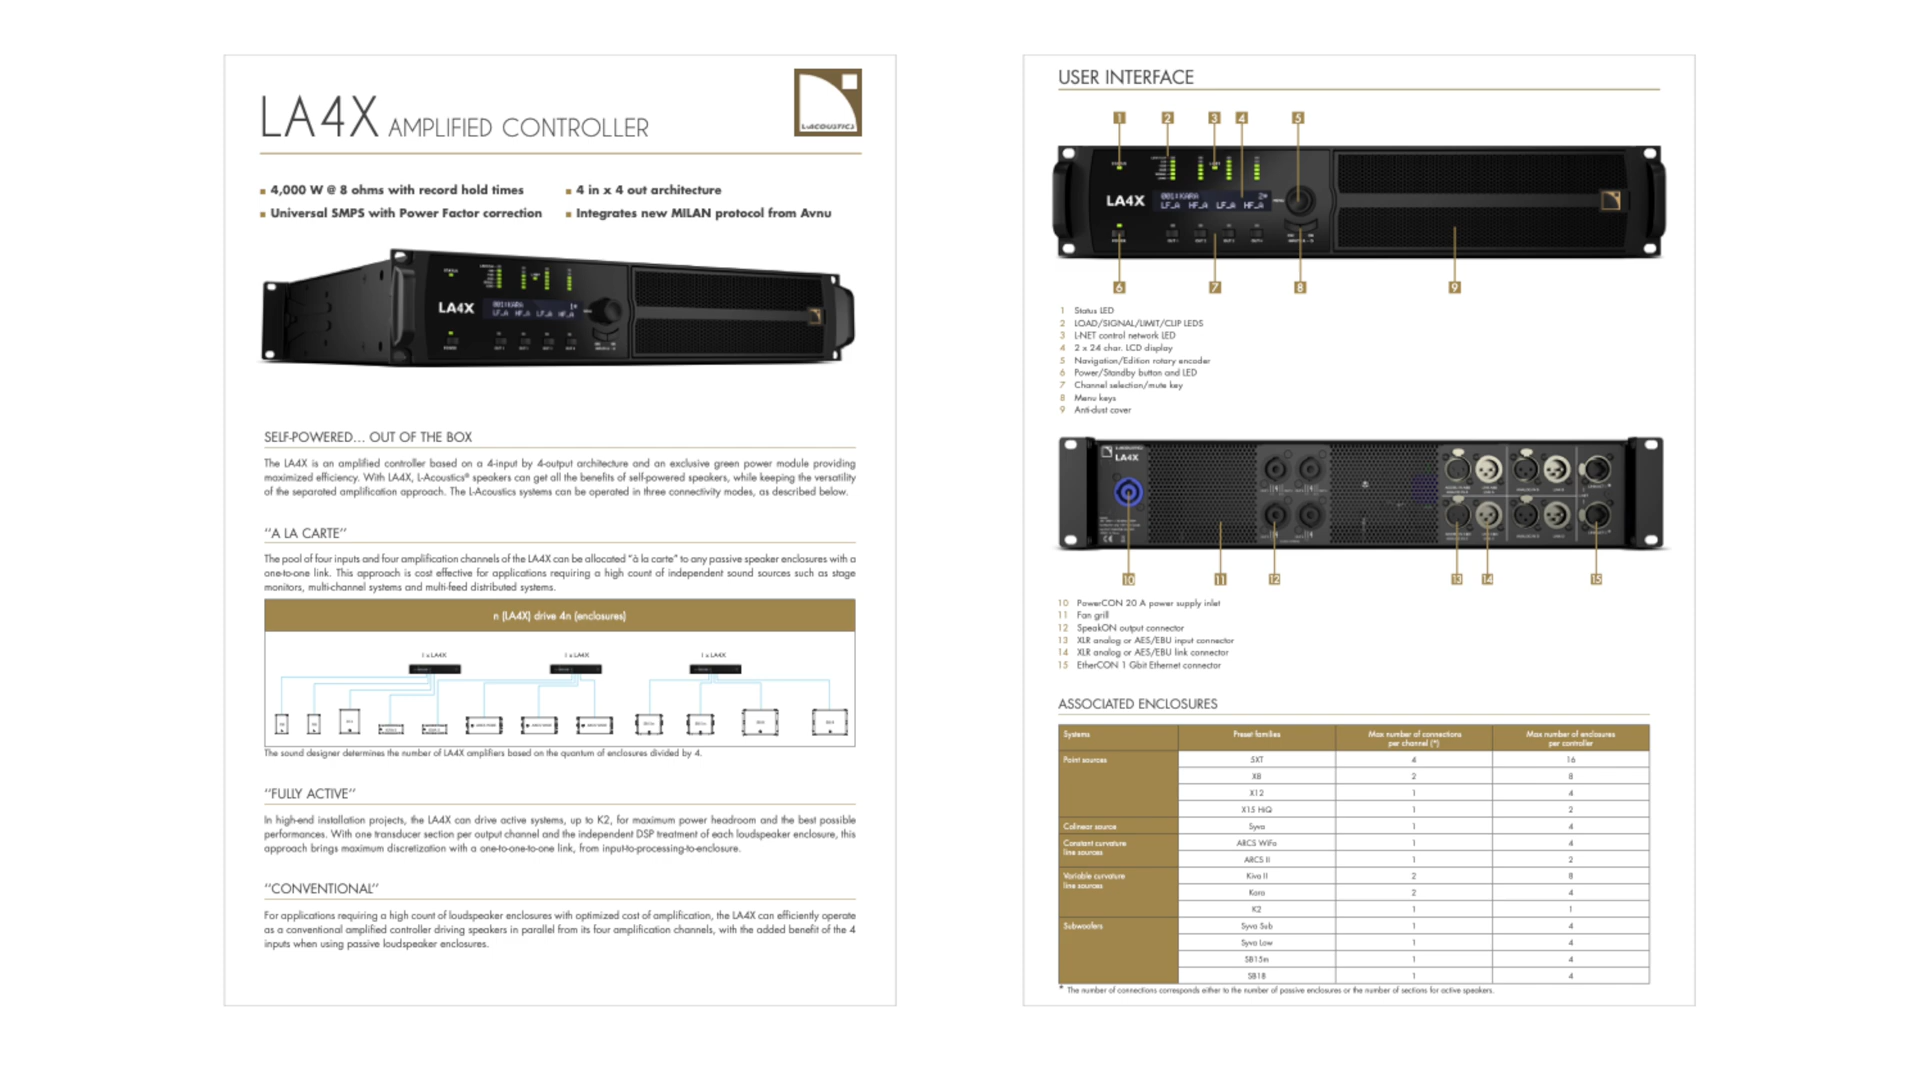 LA4X AMPLIFIED CONTROLLER
L-ACOUSTICS
4,000 W @ 8 ohms with record hold times
4 in x 4 out architecture
Universal SMPS with Power Factor correction
Integrates new MILAN protocol from Avnu
LA4X
SELF-POWERED... OUT OF THE BOX
The LA4X is an amplified controller based on a 4-input by 4-output architecture and an exclusive green power module providing
maximized efficiency. With LA4X, L-Acoustics® speakers can get all the benefits of self-powered speakers, while keeping the versatility
of the separated amplification approach. The L-Acoustics systems can be operated in three connectivity modes, as described below.
"A LA CARTE"
The pool of four inputs and four amplification channels of the LA4X can be allocated "à la carte" to any passive speaker enclosures with a
one-to-one link. This approach is cost effective for applications requiring a high count of independent sound sources such as stage
monitors, multi-channel systems and multi-feed distributed systems.
n (LA4X) drive 4n (enclosures)
1 x LA4X 1 x LA4X 1 x LA4X
The sound designer determines the number of LA4X amplifiers based on the quantum of enclosures divided by 4.
"FULLY ACTIVE"
In high-end installation projects, the LA4X can drive active systems, up to K2, for maximum power headroom and the best possible
performances. With one transducer section per output channel and the independent DSP treatment of each loudspeaker enclosure, this
approach brings maximum discretization with a one-to-one-to-one link, from input-to-processing-to-enclosure.
"CONVENTIONAL"
For applications requiring a high count of loudspeaker enclosures with optimized cost of amplification, the LA4X can efficiently operate
as a conventional amplified controller driving speakers in parallel from its four amplification channels, with the added benefit of the 4
inputs when using passive loudspeaker enclosures.
USER INTERFACE
1 2 3 4 5
LA4X
001:KARA 2*
LF_A HF_A LF_A HF_A
6 7 8 9
1 Status LED
2 LOAD/SIGNAL/LIMIT/CLIP LEDS
3 L-NET control network LED
4 2 x 24 char. LCD display
5 Navigation/Edition rotary encoder
6 Power/Standby button and LED
7 Channel selection/mute key
8 Menu keys
9 Anti-dust cover
LA4X
10 11 12 13 14 15
10 PowerCON 20 A power supply inlet
11 Fan grill
12 SpeakON output connector
13 XLR analog or AES/EBU input connector
14 XLR analog or AES/EBU link connector
15 EtherCON 1 Gbit Ethernet connector
ASSOCIATED ENCLOSURES
Systems Preset families Max number of connections per channel (*) Max number of enclosures per controller
Point sources 5XT 4 16
X8 2 8
X12 1 4
X15 HiQ 1 2
Colinear source Syva 1 4
Constant curvature line sources ARCS WiFo 1 4
ARCS II 1 2
Variable curvature line sources Kiva II 2 8
Kara 2 4
K2 1 1
Subwoofers Syva Sub 1 4
Syva Low 1 4
SB15m 1 4
SB18 1 4
* The number of connections corresponds either to the number of passive enclosures or the number of sections for active speakers.